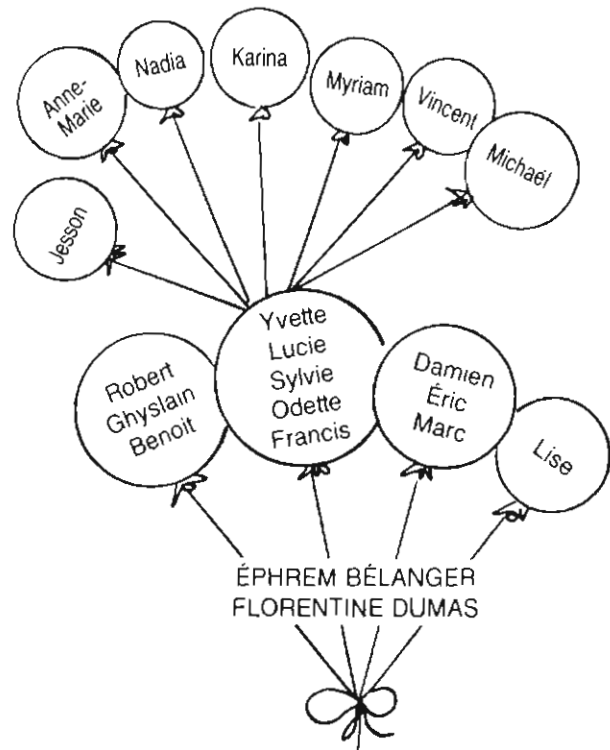 Anne-
Marie
Nadia
Karina
Myriam
Vincent
Michaél
Jesson
Robert
Ghyslain
Benoit
Yvette
Lucie
Sylvie
Odette
Francis
Damien
Éric
Marc
Lise
ÉPHREM BÉLANGER
FLORENTINE DUMAS